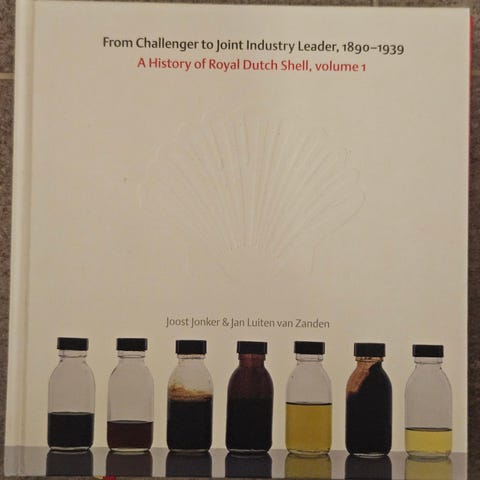 From Challenger to Joint Industry Leader, 1890–1939
A History of Royal Dutch Shell, volume 1
Joost Jonker & Jan Luiten van Zanden